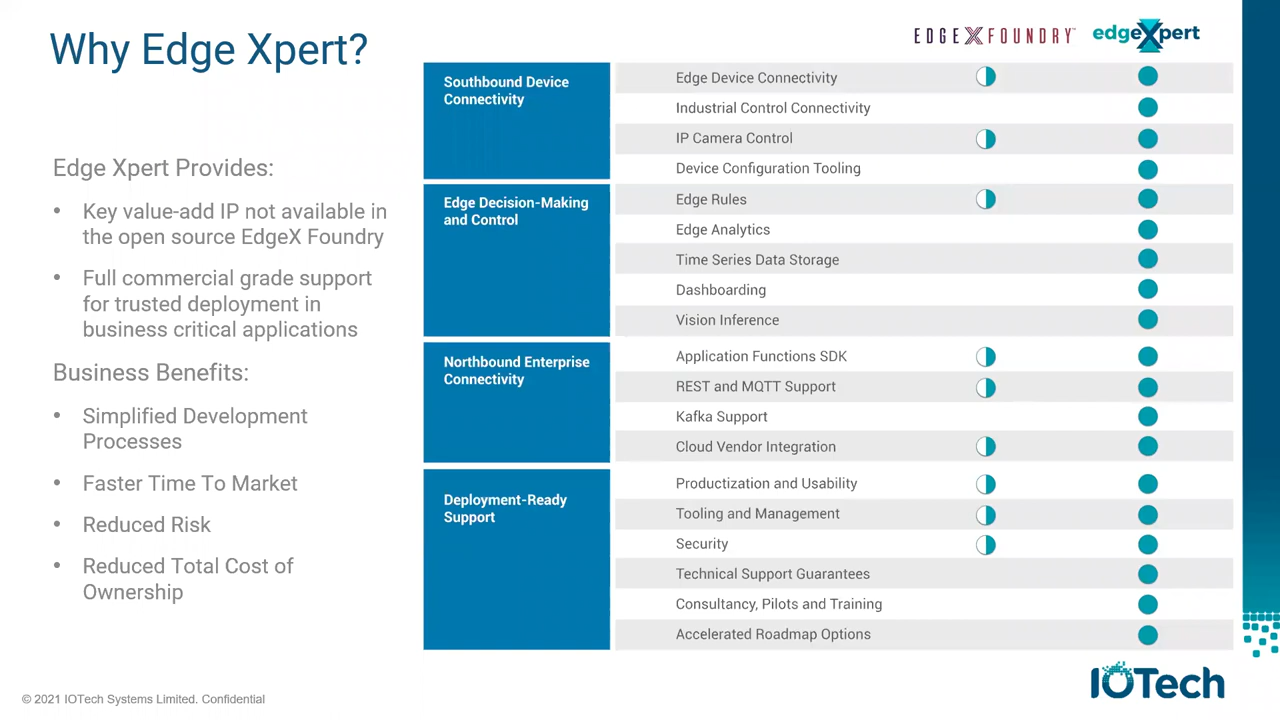 Why Edge Xpert?
EDGE X FOUNDRY™
edgeXpert
Edge Xpert Provides:
• Key value-add IP not available in
the open source EdgeX Foundry
• Full commercial grade support
for trusted deployment in
business critical applications
Business Benefits:
• Simplified Development
Processes
• Faster Time To Market
• Reduced Risk
• Reduced Total Cost of
Ownership
Southbound Device
Connectivity
Edge Device Connectivity
Industrial Control Connectivity
IP Camera Control
Device Configuration Tooling
Edge Decision-Making
and Control
Edge Rules
Edge Analytics
Time Series Data Storage
Dashboarding
Vision Inference
Northbound Enterprise
Connectivity
Application Functions SDK
REST and MQTT Support
Kafka Support
Cloud Vendor Integration
Deployment-Ready
Support
Productization and Usability
Tooling and Management
Security
Technical Support Guarantees
Consultancy, Pilots and Training
Accelerated Roadmap Options
© 2021 IOTech Systems Limited. Confidential
IOTech